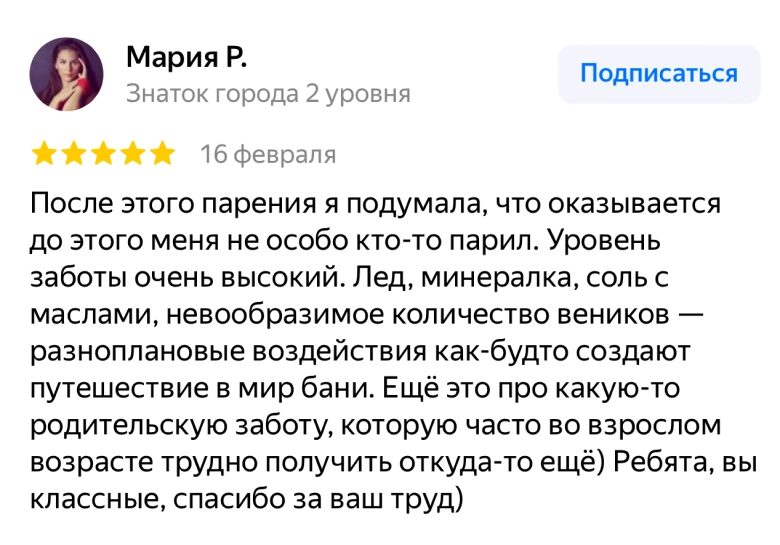 Мария Р.
Знаток города 2 уровня
Подписаться
16 февраля
После этого парения я подумала, что оказывается
до этого меня не особо кто-то парил. Уровень
заботы очень высокий. Лед, минералка, соль с
маслами, невообразимое количество веников —
разноплановые воздействия как-будто создают
путешествие в мир бани. Ещё это про какую-то
родительскую заботу, которую часто во взрослом
возрасте трудно получить откуда-то ещё) Ребята, вы
классные, спасибо за ваш труд)